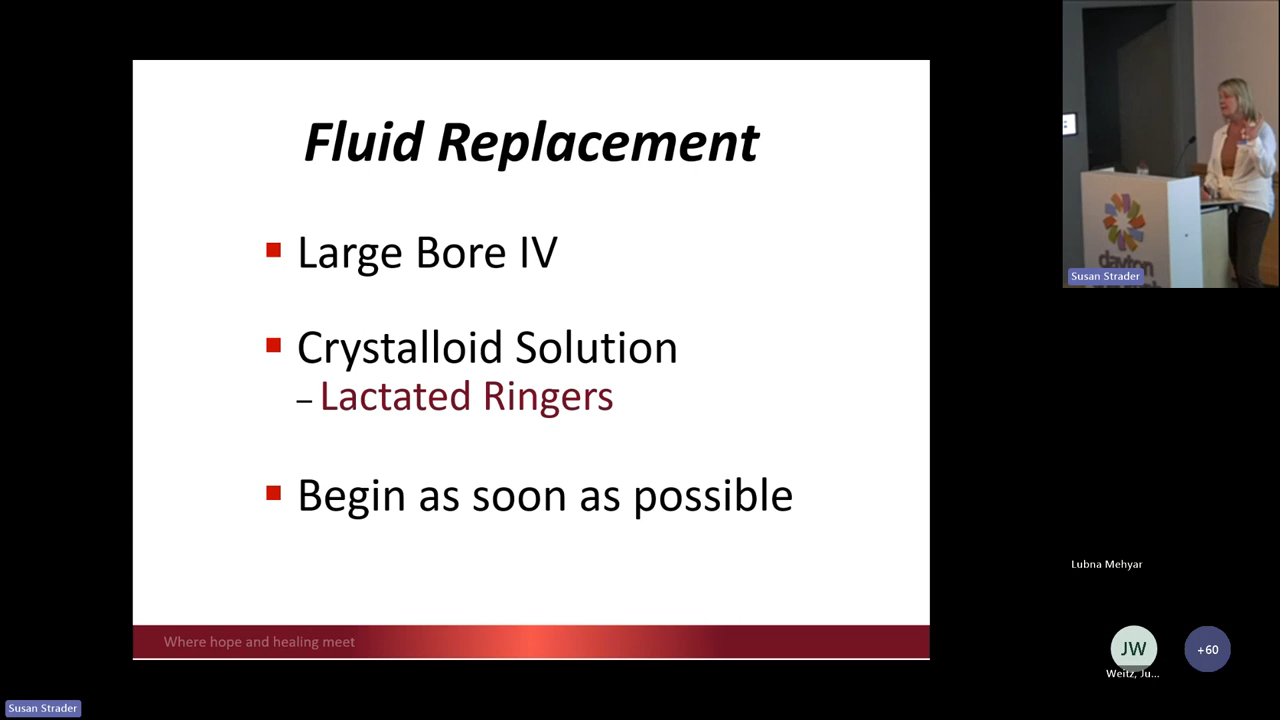 Fluid Replacement
Large Bore IV
Crystalloid Solution
– Lactated Ringers
Begin as soon as possible
Where hope and healing meet
dayton
Susan Strader
Lubna Mehyar
JW
+60
Weitz, Ju...
Susan Strader